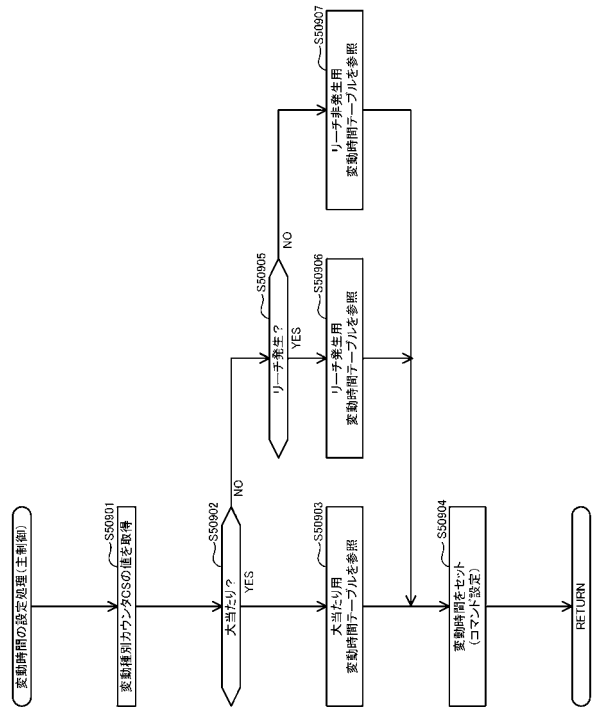 変動時間の設定処理(主制御)
S50901
変動種別カウンタCSの値を取得
S50902
大当たり?
NO
YES
S50903
大当たり用
変動時間テーブルを参照
S50905
リーチ発生?
NO
YES
S50906
リーチ発生用
変動時間テーブルを参照
S50907
リーチ非発生用
変動時間テーブルを参照
S50904
変動時間をセット
(コマンド設定)
RETURN